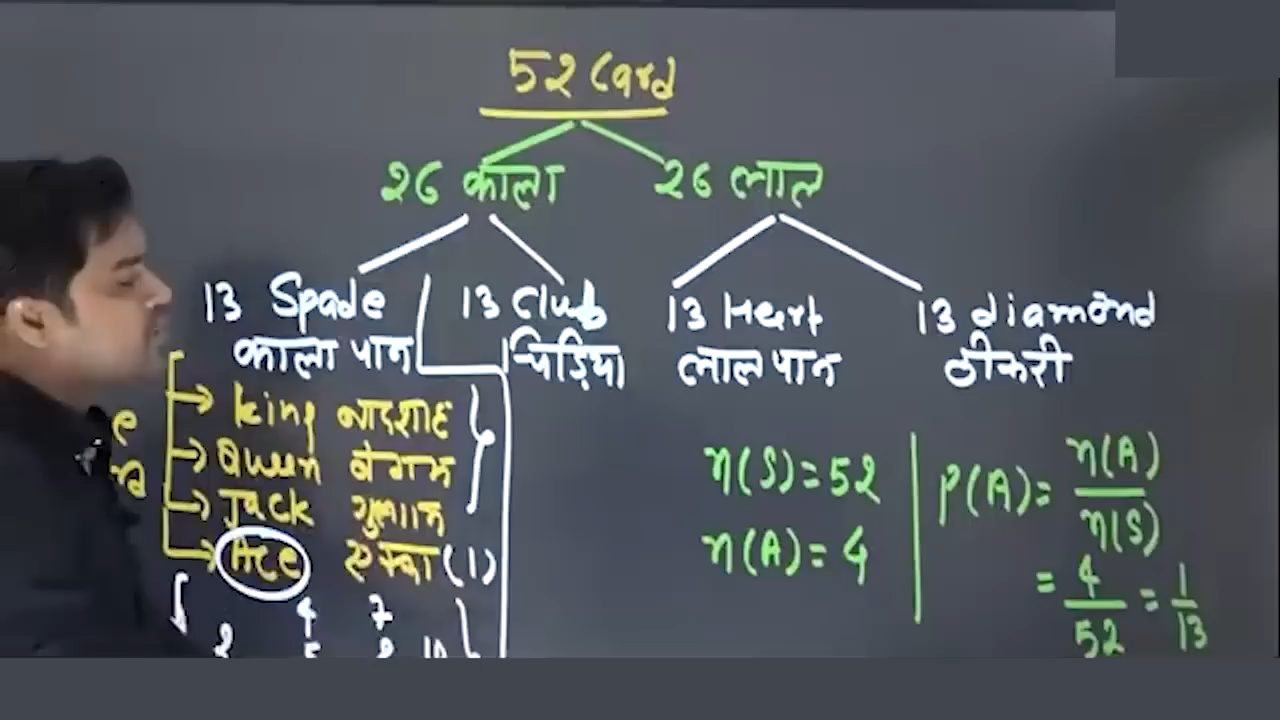 52 Card
26 काला 26 लाल
13 Spade 13 Club 13 Heart 13 diamond
काला पान चिड़िया लाल पान ठीकरी
king बादशाह
Queen बेगम
Jack गुलाम
Ace इक्का (1)
4 7
5 8 10
n(S)=52
n(A)=4
P(A)= n(A)/n(S)
= 4/52 = 1/13